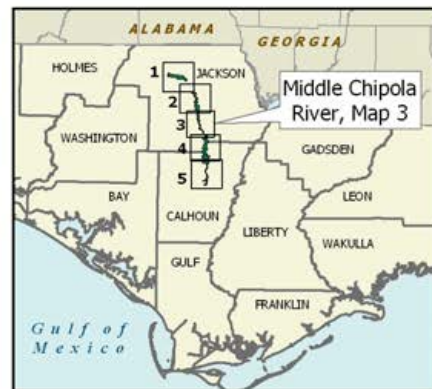 ALABAMA
GEORGIA
HOLMES
1
JACKSON
2
Middle Chipola
River, Map 3
3
WASHINGTON
4
GADSDEN
5
BAY
LEON
CALHOUN
LIBERTY
WAKULLA
GULF
FRANKLIN
Gulf of
Mexico